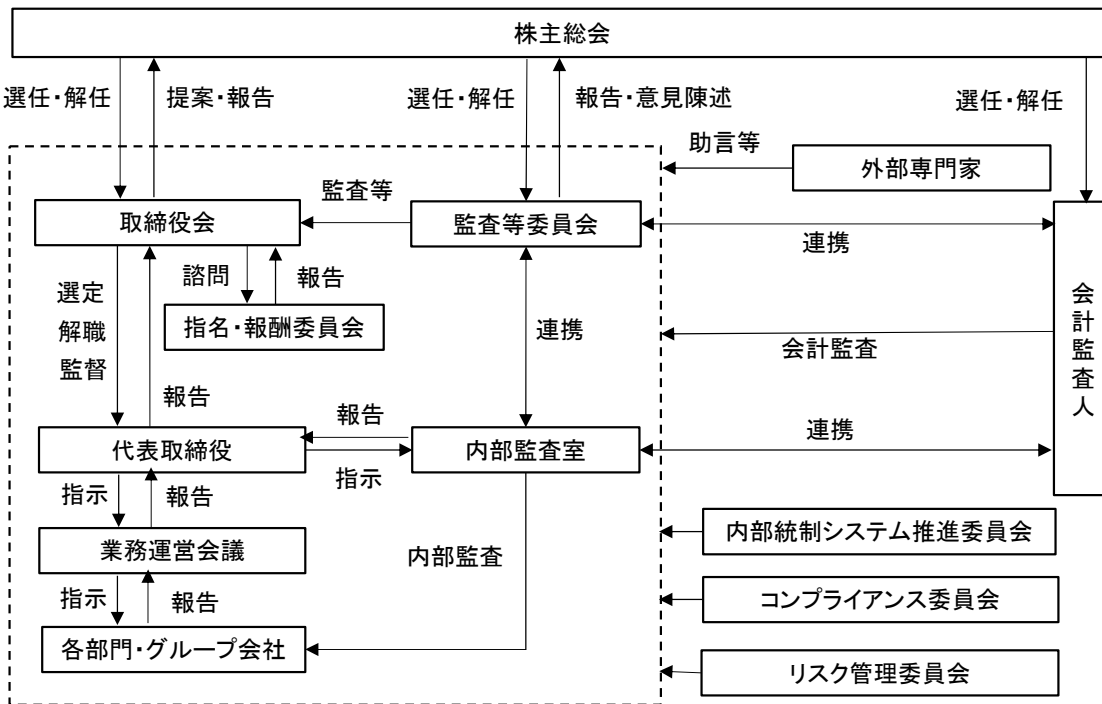 株主総会
選任・解任
提案・報告
選任・解任
報告・意見陳述
選任・解任
助言等
外部専門家
監査等
取締役会
監査等委員会
連携
諮問
報告
選定
解職
監督
指名・報酬委員会
連携
会計監査
会計監査人
報告
報告
代表取締役
内部監査室
連携
指示
指示
報告
業務運営会議
内部監査
内部統制システム推進委員会
指示
報告
コンプライアンス委員会
各部門・グループ会社
リスク管理委員会